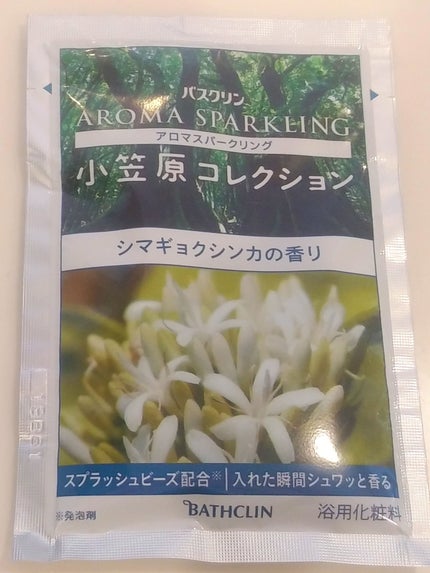 バスクリン
AROMA SPARKLING
アロマスパークリング
小笠原コレクション
シマギョクシンカの香り
スプラッシュビーズ配合※ 入れた瞬間シュワッと香る
※発泡剤 BATHCLIN 浴用化粧料